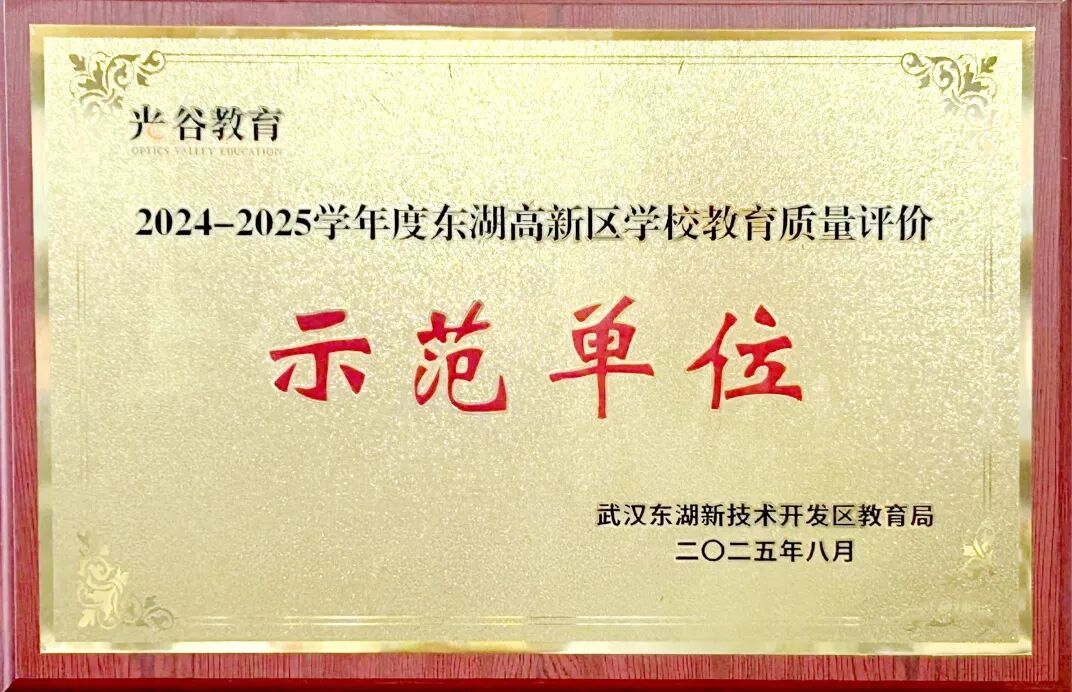 光谷教育
OPTICS VALLEY EDUCATION
2024-2025学年度东湖高新区学校教育质量评价
示范单位
武汉东湖新技术开发区教育局
二〇二五年八月